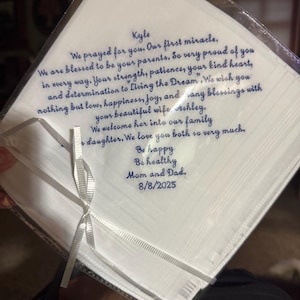 Kyle
We prayed for you Our first miracle,
We are blessed to be your parents, So very proud of you
in every way. Your strength, patience, your kind heart,
and determination to "Living the Dream". We wish you
nothing but love, happiness, joy, and many blessings with
your beautiful wife Ashley.
We welcome her into our family
daughter. We love you both so very much.
Be happy
Be healthy
Mom and Dad.
8/8/2025